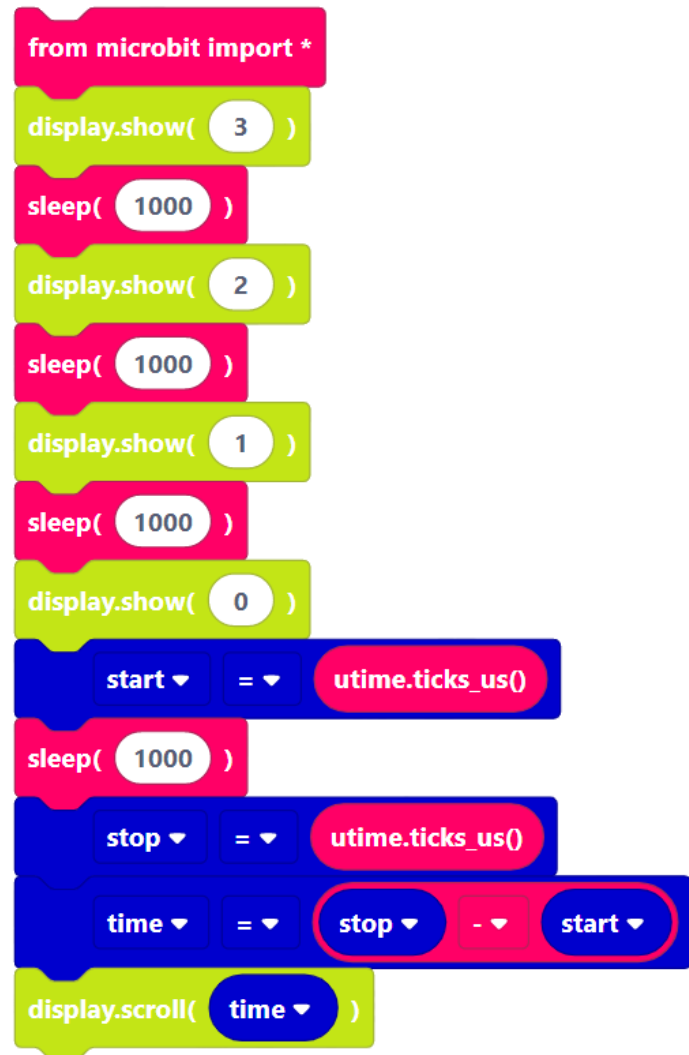 from microbit import *
display.show( 3 )
sleep( 1000 )
display.show( 2 )
sleep( 1000 )
display.show( 1 )
sleep( 1000 )
display.show( 0 )
start = utime.ticks_us()
sleep( 1000 )
stop = utime.ticks_us()
time = stop - start
display.scroll( time )